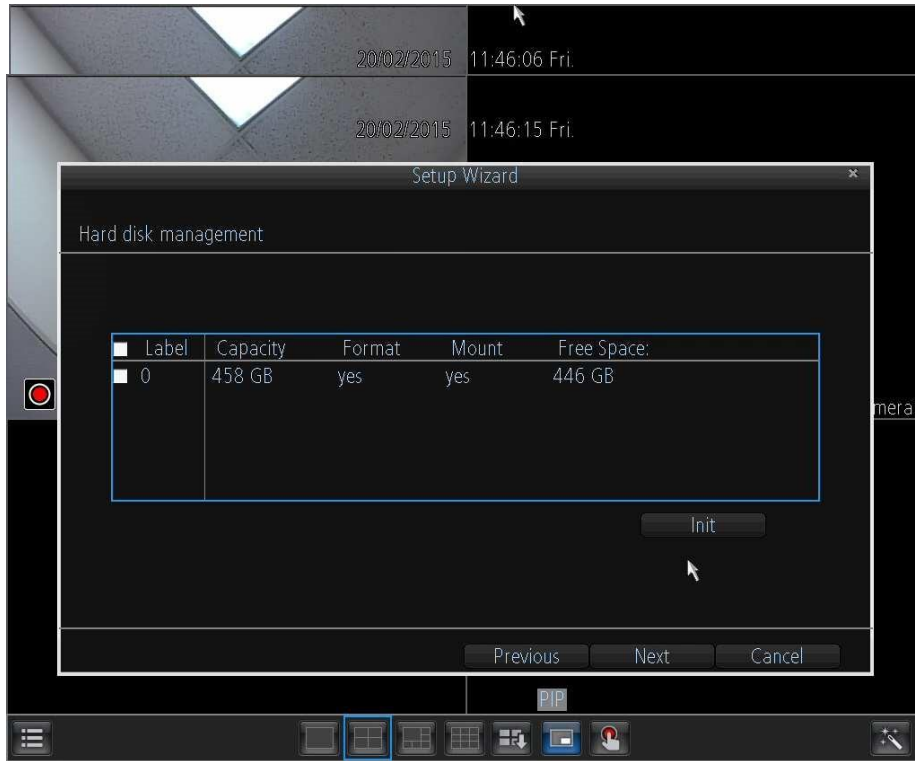 20/02/2015 11:46:06 Fri.
20/02/2015 11:46:15 Fri.
Setup Wizard
Hard disk management
Label Capacity Format Mount Free Space:
0 458 GB yes yes 446 GB
mera
Init
Previous Next Cancel
PIP